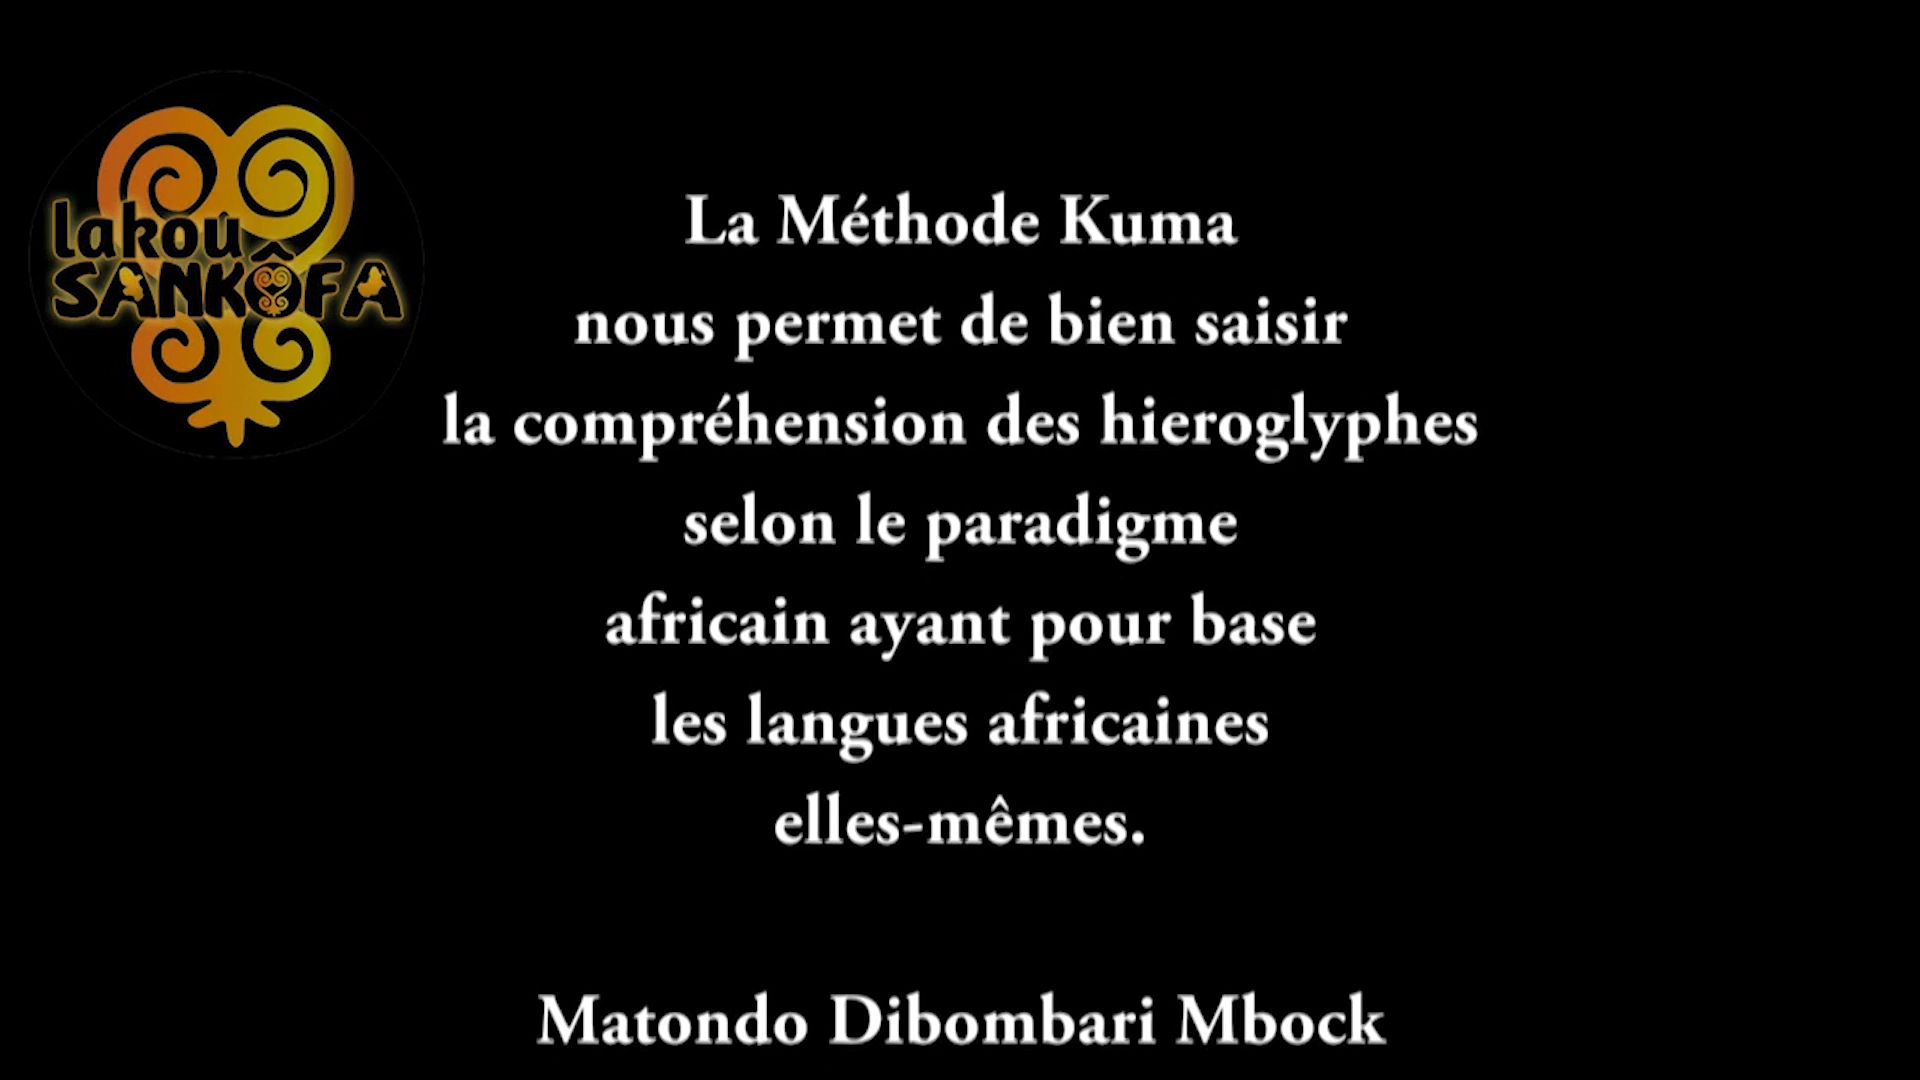 lakou
SANKÔFA
La Méthode Kuma
nous permet de bien saisir
la compréhension des hieroglyphes
selon le paradigme
africain ayant pour base
les langues africaines
elles-mêmes.
Matondo Dibombari Mbock